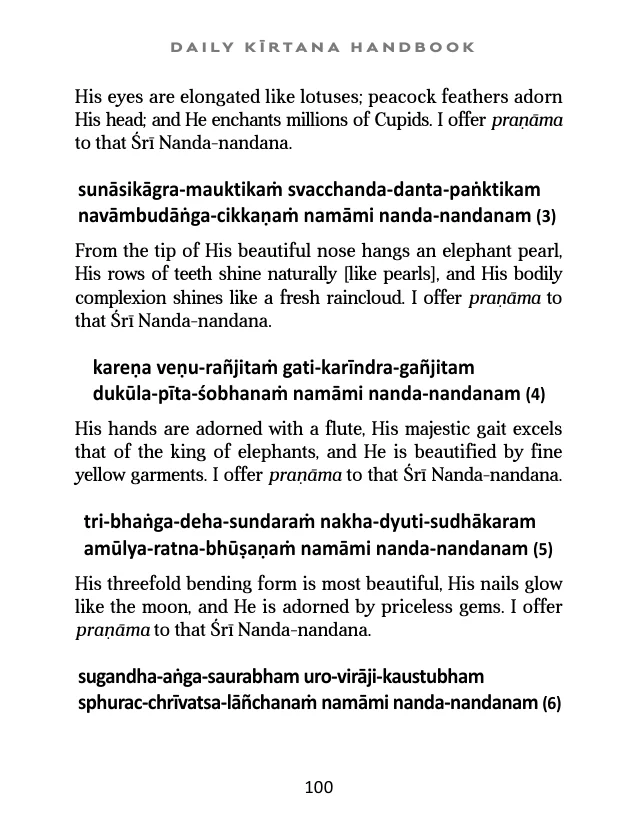 DAILY KĪRTANA HANDBOOK
His eyes are elongated like lotuses; peacock feathers adorn
His head; and He enchants millions of Cupids. I offer praṇāma
to that Śrī Nanda-nandana.
sunāsikāgra-mauktikaṁ svacchanda-danta-paṅktikam
navāmbudāṅga-cikkaṇaṁ namāmi nanda-nandanam (3)
From the tip of His beautiful nose hangs an elephant pearl,
His rows of teeth shine naturally [like pearls], and His bodily
complexion shines like a fresh raincloud. I offer praṇāma to
that Śrī Nanda-nandana.
kareṇa veṇu-rañjitaṁ gati-karīndra-gañjitam
dukūla-pīta-śobhanaṁ namāmi nanda-nandanam (4)
His hands are adorned with a flute, His majestic gait excels
that of the king of elephants, and He is beautified by fine
yellow garments. I offer praṇāma to that Śrī Nanda-nandana.
tri-bhaṅga-deha-sundaraṁ nakha-dyuti-sudhākaram
amūlya-ratna-bhūṣaṇaṁ namāmi nanda-nandanam (5)
His threefold bending form is most beautiful, His nails glow
like the moon, and He is adorned by priceless gems. I offer
praṇāma to that Śrī Nanda-nandana.
sugandha-aṅga-saurabham uro-virāji-kaustubham
sphurac-chrīvatsa-lāñchanaṁ namāmi nanda-nandanam (6)
100